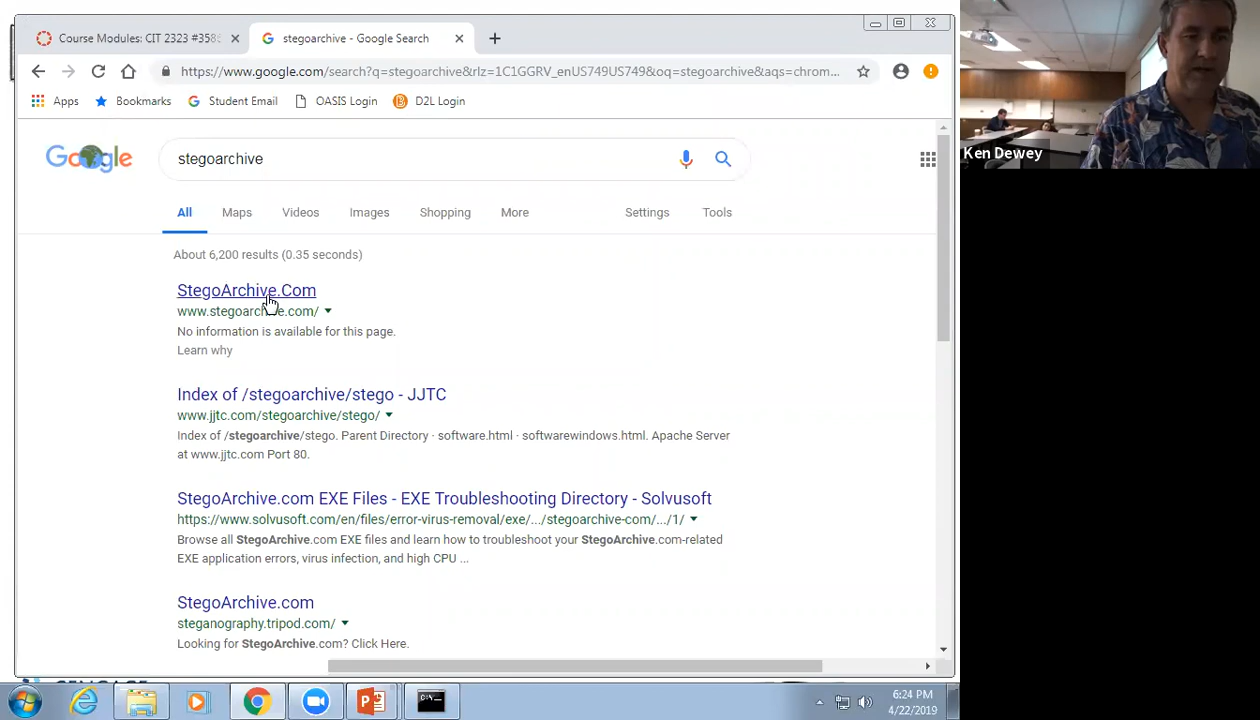 Course Modules: CIT 2323 #358
stegoarchive - Google Search
https://www.google.com/search?q=stegoarchive&rlz=1C1GGRV_enUS749US749&oq=stegoarchive&aqs=chrom...
Apps
Bookmarks
Student Email
OASIS Login
D2L Login
Google
stegoarchive
All
Maps
Videos
Images
Shopping
More
Settings
Tools
About 6,200 results (0.35 seconds)
StegoArchive.Com
www.stegoarchive.com/
No information is available for this page.
Learn why
Index of /stegoarchive/stego - JJTC
www.jjtc.com/stegoarchive/stego/
Index of /stegoarchive/stego. Parent Directory · software.html · softwarewindows.html. Apache Server
at www.jjtc.com Port 80.
StegoArchive.com EXE Files - EXE Troubleshooting Directory - Solvusoft
https://www.solvusoft.com/en/files/error-virus-removal/exe/.../stegoarchive-com/.../1/
Browse all StegoArchive.com EXE files and learn how to troubleshoot your StegoArchive.com-related
EXE application errors, virus infection, and high CPU ...
StegoArchive.com
steganography.tripod.com/
Looking for StegoArchive.com? Click Here.
Ken Dewey
6:24 PM
4/22/2019